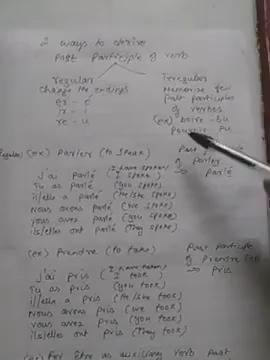 2 ways to derive
Past Participle of verb
Regular Irregular
Change the endings Memorise few
er - é Past participles
ir - i of verbes
re - u (ex) boire - bu
Pouvoir pu
Regular (ex) Parler (to speak) Past
J'ai parlé (I have spoken) of Parler
I spoke ⇒ Parlé
Tu as parlé (you spoke)
il/elle a parlé (He/She spoke)
Nous avons parlé (we spoke)
vous avez parlé (you spoke)
ils/elles ont parlé (They spoke)
(ex) Prendre (to take) Past Participle
(I have taken) of Prendre
J'ai pris I took ⇒ Pris
Tu as pris (you took)
il/elle a pris (He/She took)
Nous avons pris (we took)
vous avez pris (you took)
ils/elles ont pris (They took)
(ex) For être as auxiliary verb Past